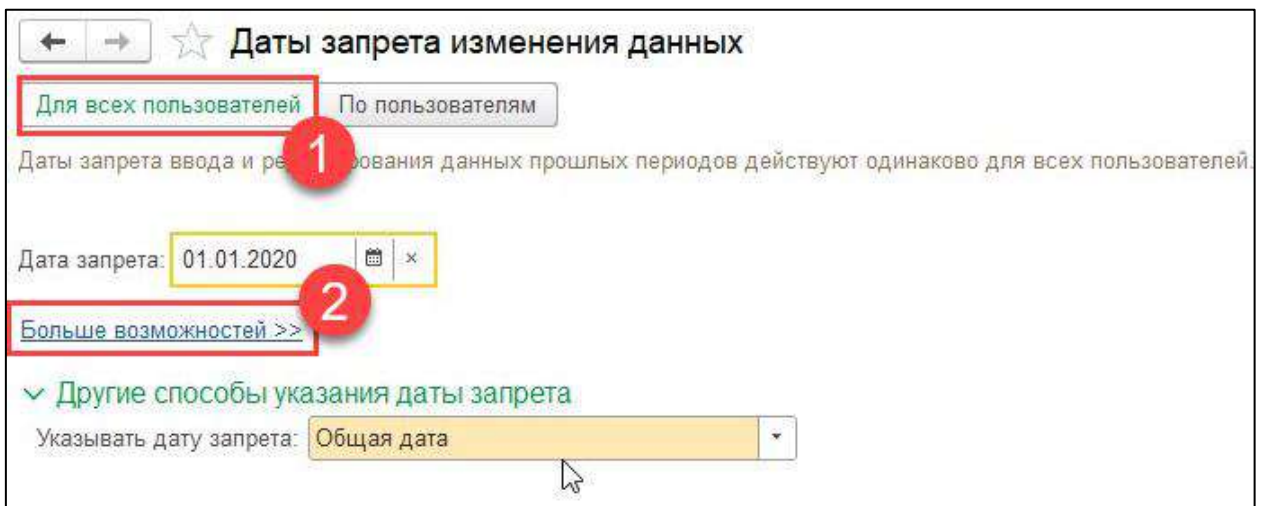 Даты запрета изменения данных
Для всех пользователей По пользователям
1
Даты запрета ввода и ре рования данных прошлых периодов действуют одинаково для всех пользователей.
Дата запрета: 01.01.2020
2
Больше возможностей >>
Другие способы указания даты запрета
Указывать дату запрета: Общая дата